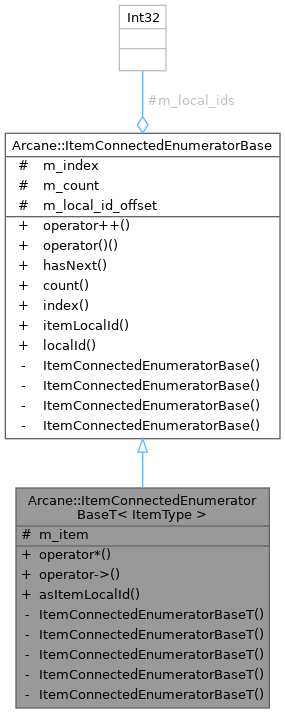 Int32
#m_local_ids
Arcane::ItemConnectedEnumeratorBase
# m_index
# m_count
# m_local_id_offset
+ operator++()
+ operator()()
+ hasNext()
+ count()
+ index()
+ itemLocalId()
+ localId()
- ItemConnectedEnumeratorBase()
- ItemConnectedEnumeratorBase()
- ItemConnectedEnumeratorBase()
- ItemConnectedEnumeratorBase()
Arcane::ItemConnectedEnumerator
BaseT< ItemType >
# m_item
+ operator*()
+ operator->()
+ asItemLocalId()
- ItemConnectedEnumeratorBaseT()
- ItemConnectedEnumeratorBaseT()
- ItemConnectedEnumeratorBaseT()
- ItemConnectedEnumeratorBaseT()
- ItemConnectedEnumeratorBaseT()